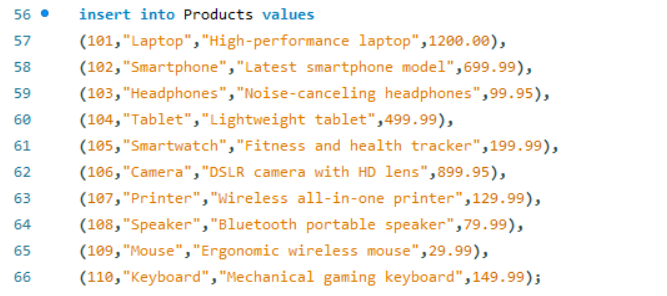 56 insert into Products values
57 (101,"Laptop","High-performance laptop",1200.00),
58 (102,"Smartphone","Latest smartphone model",699.99),
59 (103,"Headphones","Noise-canceling headphones",99.95),
60 (104,"Tablet","Lightweight tablet",499.99),
61 (105,"Smartwatch","Fitness and health tracker",199.99),
62 (106,"Camera","DSLR camera with HD lens",899.95),
63 (107,"Printer","Wireless all-in-one printer",129.99),
64 (108,"Speaker","Bluetooth portable speaker",79.99),
65 (109,"Mouse","Ergonomic wireless mouse",29.99),
66 (110,"Keyboard","Mechanical gaming keyboard",149.99);